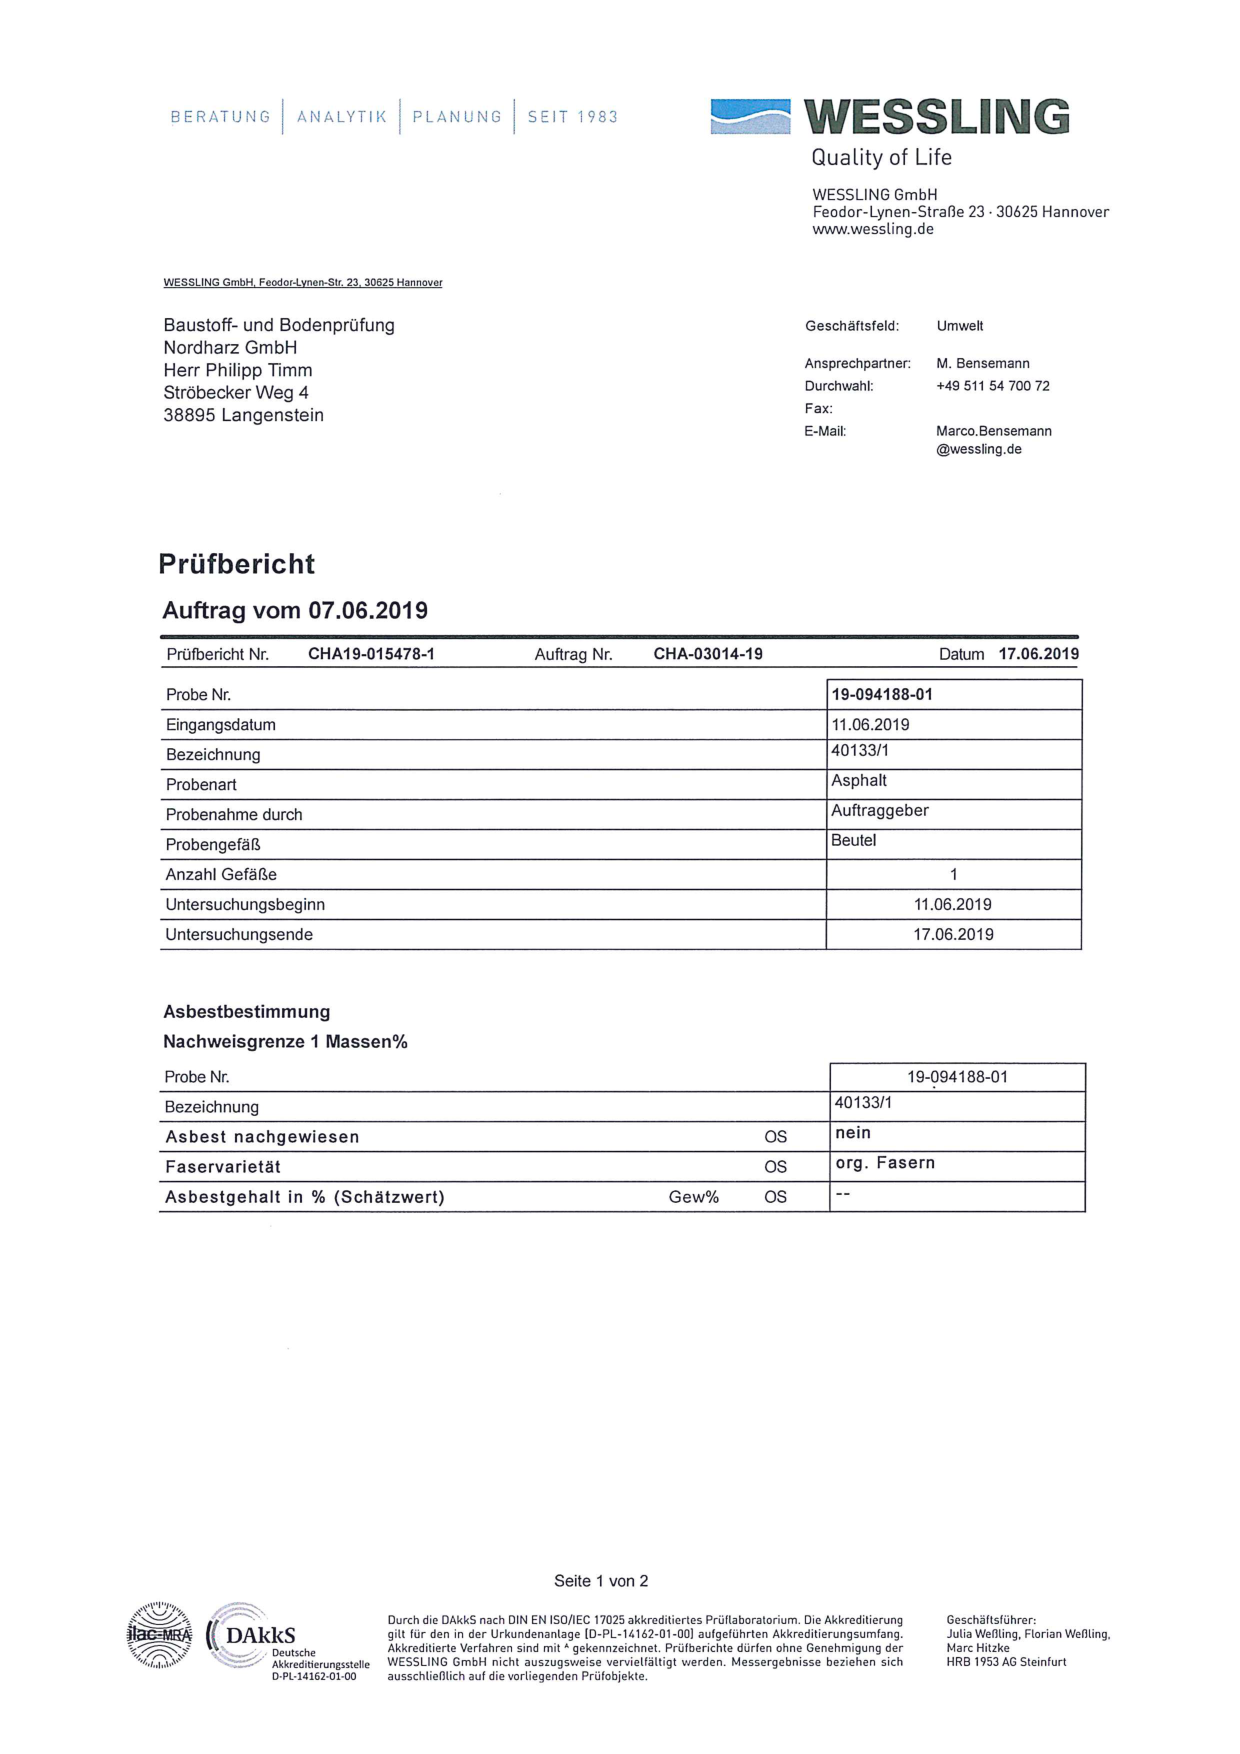 BERATUNG | ANALYTIK | PLANUNG | SEIT 1983
WESSLING
Quality of Life
WESSLING GmbH
Feodor-Lynen-Straße 23 · 30625 Hannover
www.wessling.de
WESSLING GmbH, Feodor-Lynen-Str. 23, 30625 Hannover
Baustoff- und Bodenprüfung
Nordharz GmbH
Herr Philipp Timm
Ströbecker Weg 4
38895 Langenstein
Geschäftsfeld: Umwelt
Ansprechpartner: M. Bensemann
Durchwahl: +49 511 54 700 72
Fax:
E-Mail: Marco.Bensemann
@wessling.de
Prüfbericht
Auftrag vom 07.06.2019
Prüfbericht Nr. CHA19-015478-1 Auftrag Nr. CHA-03014-19 Datum 17.06.2019
Probe Nr. 19-094188-01
Eingangsdatum 11.06.2019
Bezeichnung 40133/1
Probenart Asphalt
Probenahme durch Auftraggeber
Probengefäß Beutel
Anzahl Gefäße 1
Untersuchungsbeginn 11.06.2019
Untersuchungsende 17.06.2019
Asbestbestimmung
Nachweisgrenze 1 Massen%
Probe Nr. 19-094188-01
Bezeichnung 40133/1
Asbest nachgewiesen OS nein
Faservarietät OS org. Fasern
Asbestgehalt in % (Schätzwert) Gew% OS --
Seite 1 von 2
ilac-MRA
DAkkS
Deutsche
Akkreditierungsstelle
D-PL-14162-01-00
Durch die DAkkS nach DIN EN ISO/IEC 17025 akkreditiertes Prüflaboratorium. Die Akkreditierung
gilt für den in der Urkundenanlage [D-PL-14162-01-00] aufgeführten Akkreditierungsumfang.
Akkreditierte Verfahren sind mit ᴬ gekennzeichnet. Prüfberichte dürfen ohne Genehmigung der
WESSLING GmbH nicht auszugsweise vervielfältigt werden. Messergebnisse beziehen sich
ausschließlich auf die vorliegenden Prüfobjekte.
Geschäftsführer:
Julia Weßling, Florian Weßling,
Marc Hitzke
HRB 1953 AG Steinfurt